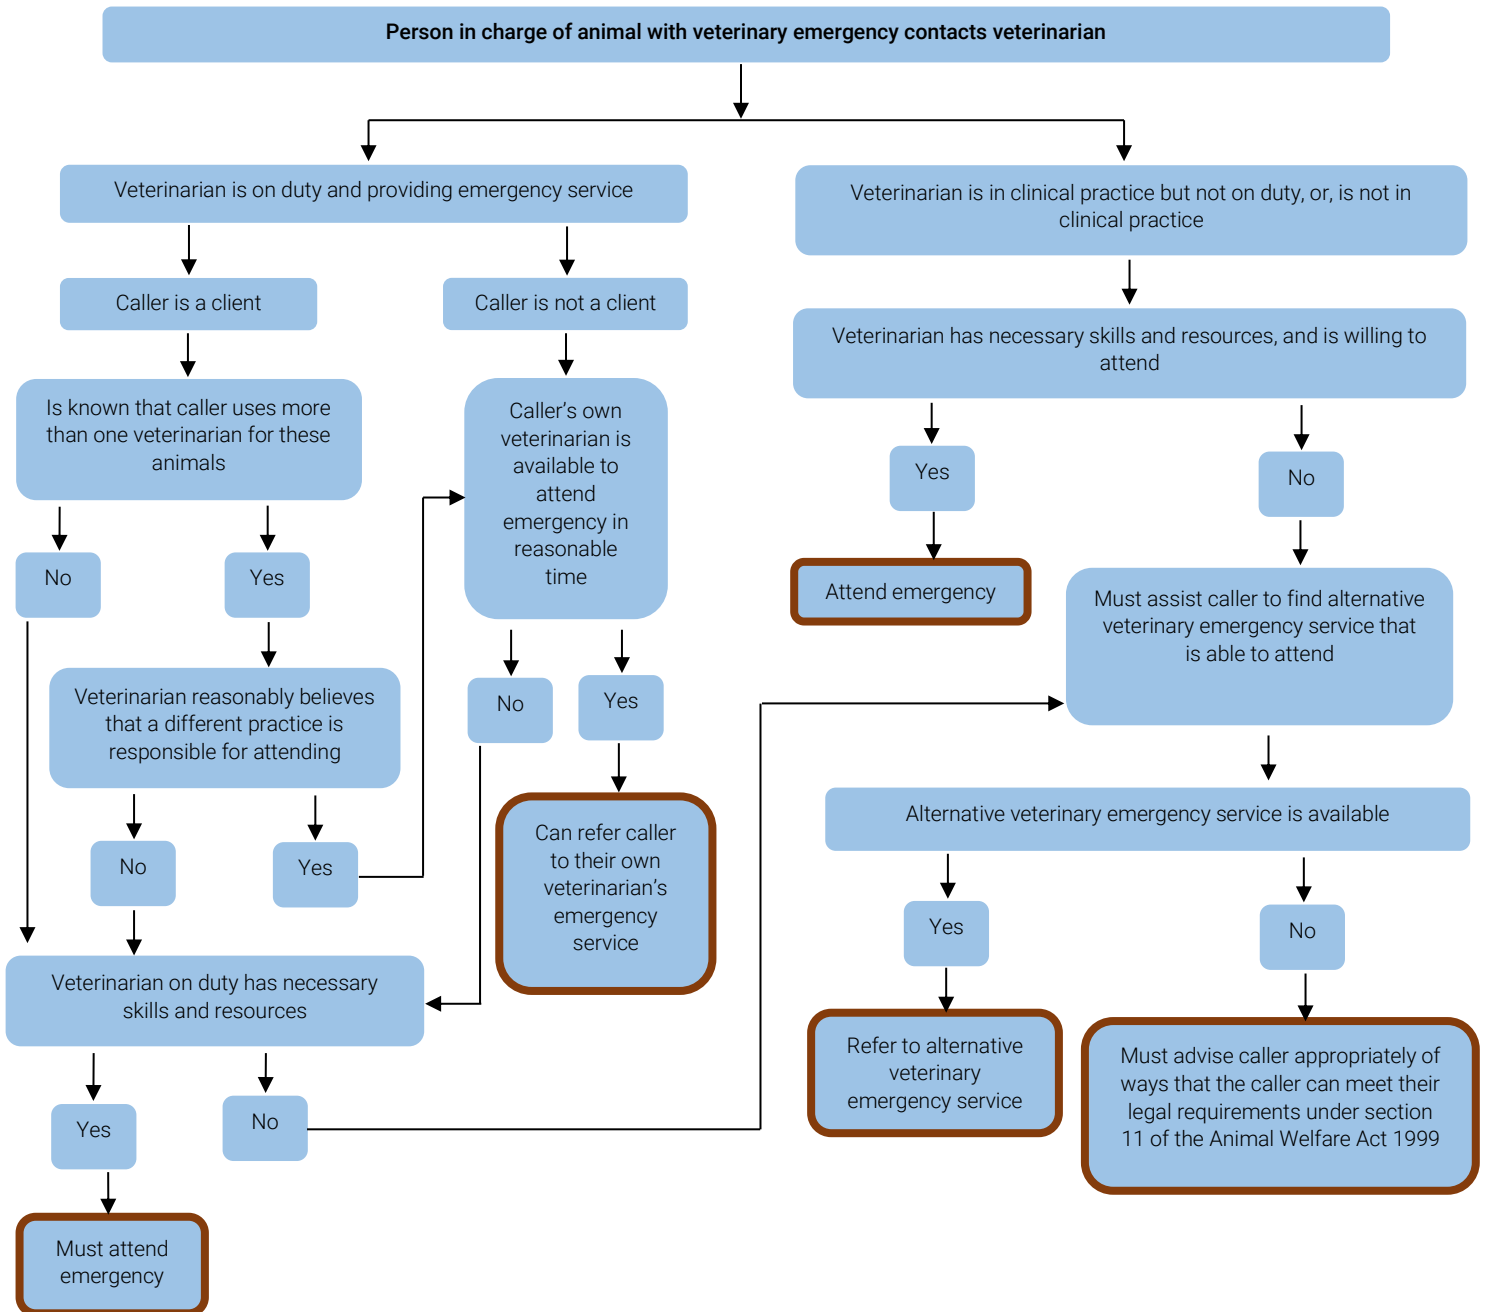 Person in charge of animal with veterinary emergency contacts veterinarian
Veterinarian is on duty and providing emergency service
Veterinarian is in clinical practice but not on duty, or, is not in
clinical practice
Caller is a client
Caller is not a client
Veterinarian has necessary skills and resources, and is willing to
attend
Is known that caller uses more
than one veterinarian for these
animals
Caller’s own
veterinarian is
available to
attend
emergency in
reasonable
time
Yes
No
No
Yes
Attend emergency
Must assist caller to find alternative
veterinary emergency service that
is able to attend
Veterinarian reasonably believes
that a different practice is
responsible for attending
No
Yes
Can refer caller
to their own
veterinarian’s
emergency
service
Alternative veterinary emergency service is available
No
Yes
Yes
No
Veterinarian on duty has necessary
skills and resources
Refer to alternative
veterinary
emergency service
Must advise caller appropriately of
ways that the caller can meet their
legal requirements under section
11 of the Animal Welfare Act 1999
Yes
No
Must attend
emergency